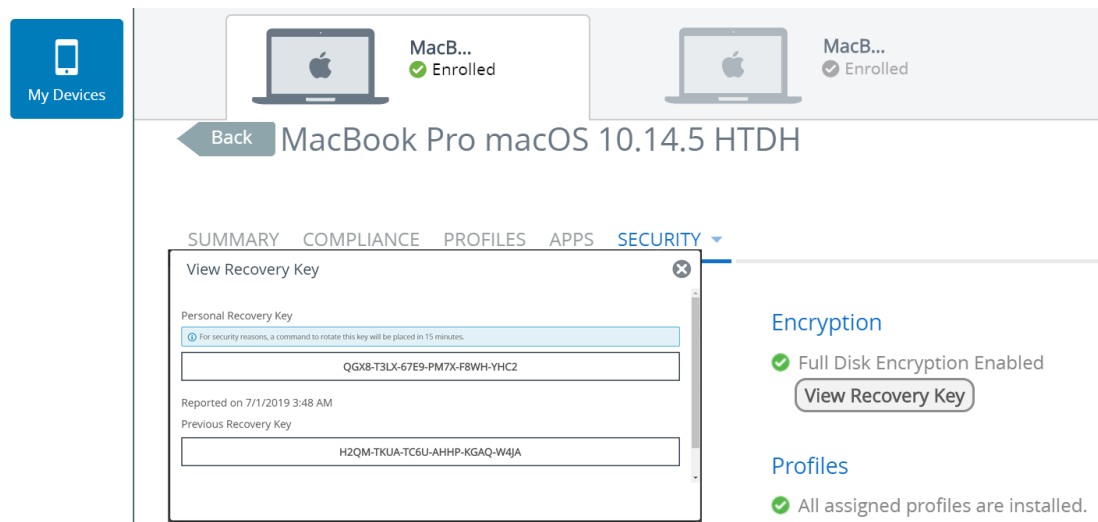 My Devices
MacB...
Enrolled
MacB...
Enrolled
Back
MacBook Pro macOS 10.14.5 HTDH
SUMMARY COMPLIANCE PROFILES APPS SECURITY
View Recovery Key
Personal Recovery Key
For security reasons, a command to rotate this key will be placed in 15 minutes.
QGX8-T3LX-67E9-PM7X-F8WH-YHC2
Reported on 7/1/2019 3:48 AM
Previous Recovery Key
H2QM-TKUA-TC6U-AHHP-KGAQ-W4JA
Encryption
Full Disk Encryption Enabled
View Recovery Key
Profiles
All assigned profiles are installed.